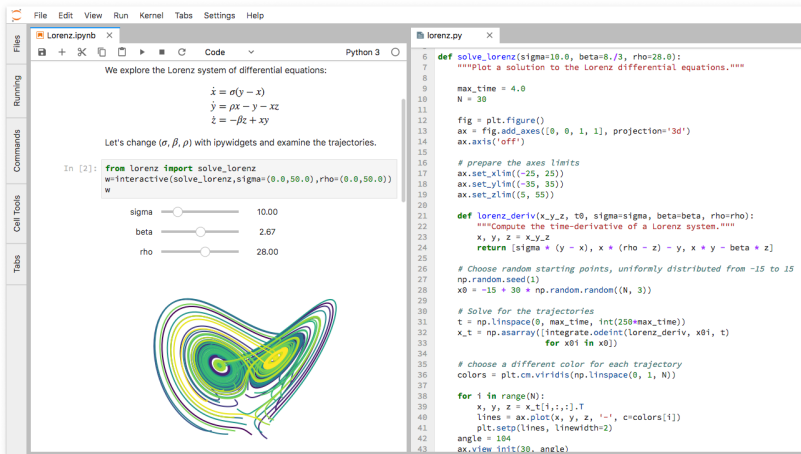 File Edit View Run Kernel Tabs Settings Help
Files
Running
Commands
Cell Tools
Tabs
Lorenz.ipynb ×
Code
Python 3
We explore the Lorenz system of differential equations:
ẋ = σ(y − x)
ẏ = ρx − y − xz
ż = −βz + xy
Let's change (σ, β, ρ) with ipywidgets and examine the trajectories.
In [2]:
from lorenz import solve_lorenz
w=interactive(solve_lorenz,sigma=(0.0,50.0),rho=(0.0,50.0))
w
sigma 10.00
beta 2.67
rho 28.00
lorenz.py ×
6 def solve_lorenz(sigma=10.0, beta=8./3, rho=28.0):
7 """Plot a solution to the Lorenz differential equations."""
8
9 max_time = 4.0
10 N = 30
11
12 fig = plt.figure()
13 ax = fig.add_axes([0, 0, 1, 1], projection='3d')
14 ax.axis('off')
15
16 # prepare the axes limits
17 ax.set_xlim((-25, 25))
18 ax.set_ylim((-35, 35))
19 ax.set_zlim((5, 55))
20
21 def lorenz_deriv(x_y_z, t0, sigma=sigma, beta=beta, rho=rho):
22 """Compute the time-derivative of a Lorenz system."""
23 x, y, z = x_y_z
24 return [sigma * (y - x), x * (rho - z) - y, x * y - beta * z]
25
26 # Choose random starting points, uniformly distributed from -15 to 15
27 np.random.seed(1)
28 x0 = -15 + 30 * np.random.random((N, 3))
29
30 # Solve for the trajectories
31 t = np.linspace(0, max_time, int(250*max_time))
32 x_t = np.asarray([integrate.odeint(lorenz_deriv, x0i, t)
33 for x0i in x0])
34
35 # choose a different color for each trajectory
36 colors = plt.cm.viridis(np.linspace(0, 1, N))
37
38 for i in range(N):
39 x, y, z = x_t[i,:,:].T
40 lines = ax.plot(x, y, z, '-', c=colors[i])
41 plt.setp(lines, linewidth=2)
42 angle = 104
43 ax.view_init(30, angle)